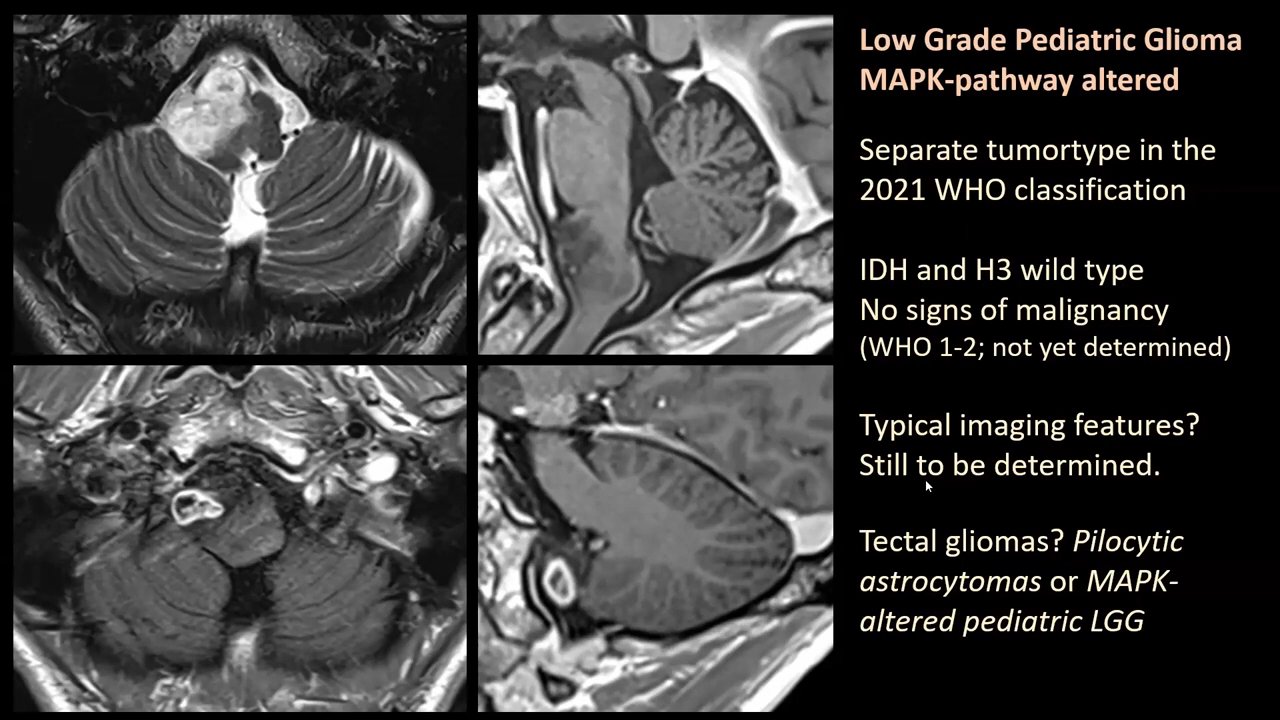 Low Grade Pediatric Glioma
MAPK-pathway altered
Separate tumortype in the
2021 WHO classification
IDH and H3 wild type
No signs of malignancy
(WHO 1-2; not yet determined)
Typical imaging features?
Still to be determined.
Tectal gliomas? Pilocytic
astrocytomas or MAPK-
altered pediatric LGG